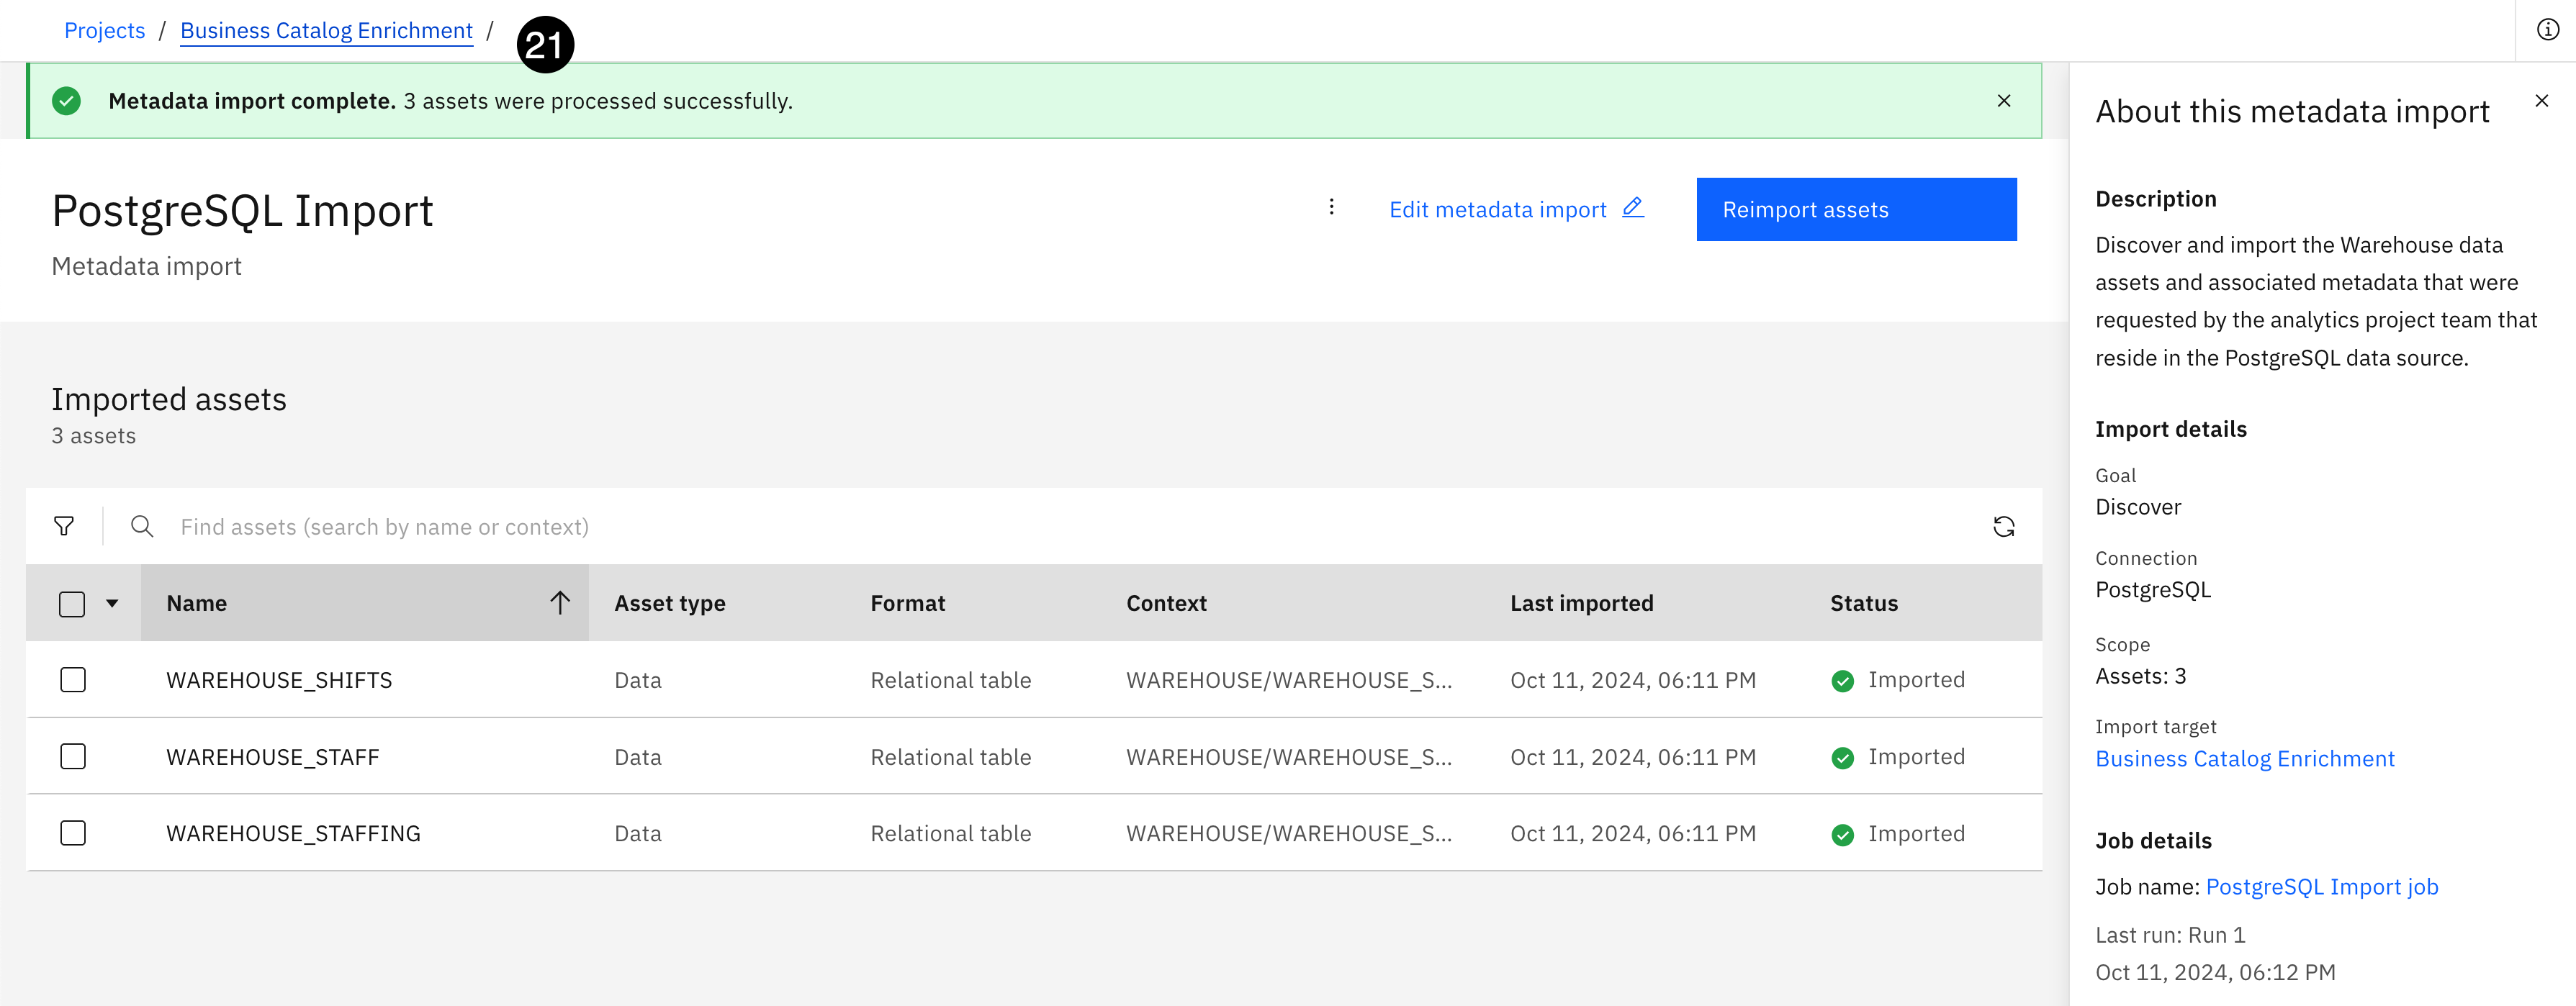 Projects / Business Catalog Enrichment / 21
Metadata import complete. 3 assets were processed successfully.
PostgreSQL Import
Metadata import
Edit metadata import
Reimport assets
Imported assets
3 assets
Find assets (search by name or context)
Name Asset type Format Context Last imported Status
WAREHOUSE_SHIFTS Data Relational table WAREHOUSE/WAREHOUSE_S... Oct 11, 2024, 06:11 PM Imported
WAREHOUSE_STAFF Data Relational table WAREHOUSE/WAREHOUSE_S... Oct 11, 2024, 06:11 PM Imported
WAREHOUSE_STAFFING Data Relational table WAREHOUSE/WAREHOUSE_S... Oct 11, 2024, 06:11 PM Imported
About this metadata import
Description
Discover and import the Warehouse data
assets and associated metadata that were
requested by the analytics project team that
reside in the PostgreSQL data source.
Import details
Goal
Discover
Connection
PostgreSQL
Scope
Assets: 3
Import target
Business Catalog Enrichment
Job details
Job name: PostgreSQL Import job
Last run: Run 1
Oct 11, 2024, 06:12 PM